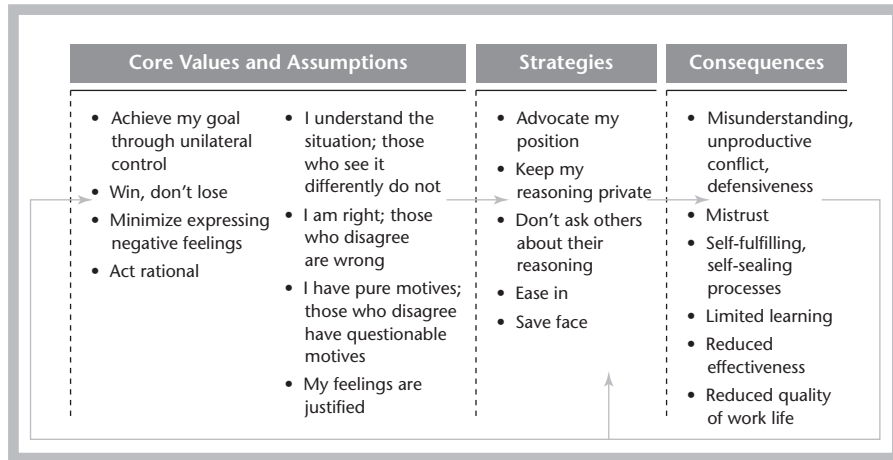 Core Values and Assumptions
• Achieve my goal
through unilateral
control
• Win, don't lose
• Minimize expressing
negative feelings
• Act rational
• I understand the
situation; those
who see it
differently do not
• I am right; those
who disagree
are wrong
• I have pure motives;
those who disagree
have questionable
motives
• My feelings are
justified
Strategies
• Advocate my
position
• Keep my
reasoning private
• Don't ask others
about their
reasoning
• Ease in
• Save face
Consequences
• Misunderstanding,
unproductive
conflict,
defensiveness
• Mistrust
• Self-fulfilling,
self-sealing
processes
• Limited learning
• Reduced
effectiveness
• Reduced quality
of work life